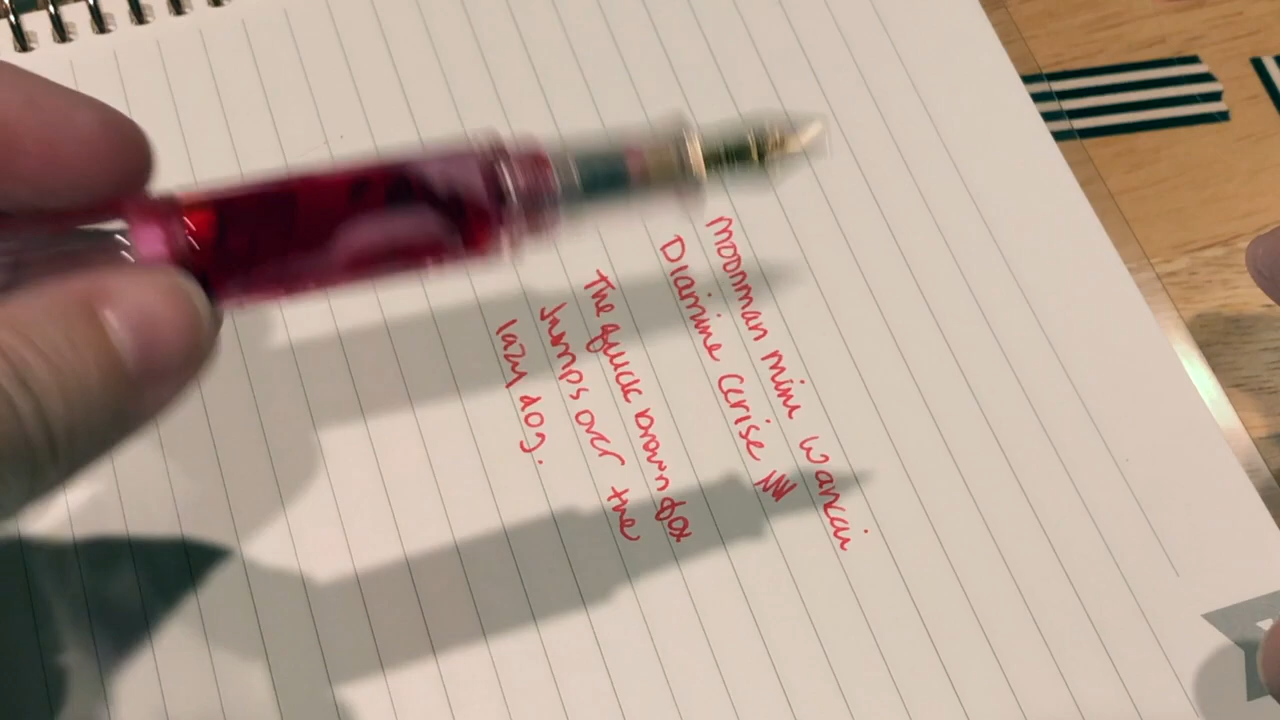 moonman mini wancai
Diamine Cerise
The quick brown fox
Jumps over the
lazy dog.